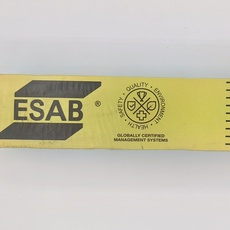 ESAB®
SAFETY · QUALITY · ENVIRONMENT · HEALTH ·
GLOBALLY CERTIFIED
MANAGEMENT SYSTEMS